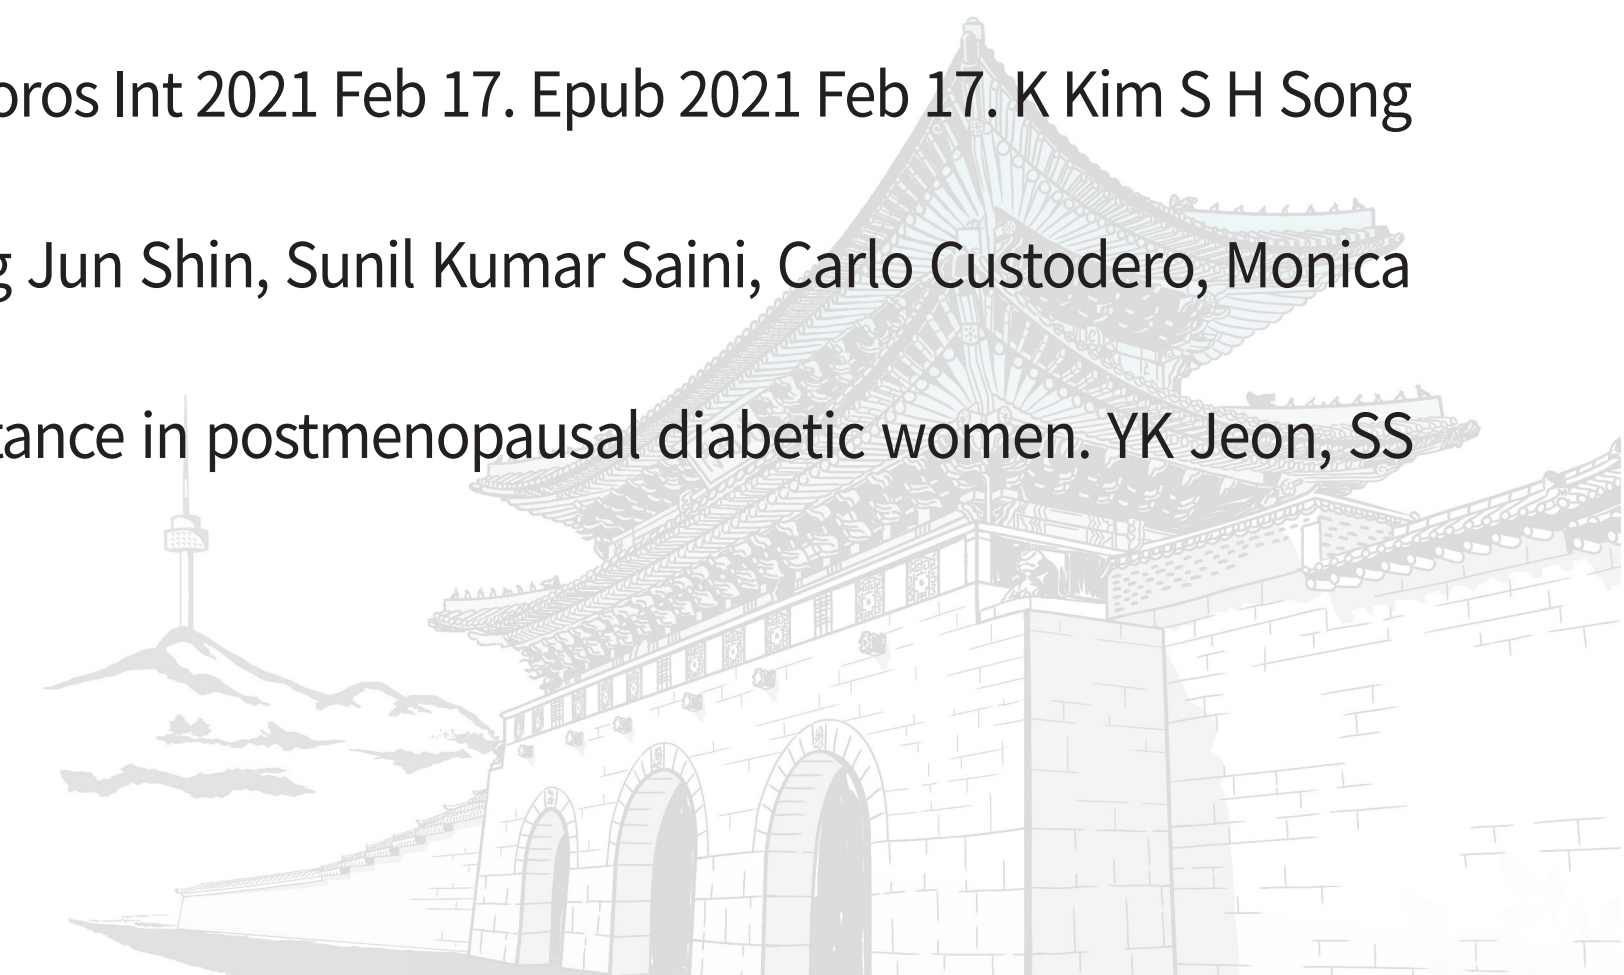 oros Int 2021 Feb 17. Epub 2021 Feb 17. K Kim S H Song
g Jun Shin, Sunil Kumar Saini, Carlo Custodero, Monica
tance in postmenopausal diabetic women. YK Jeon, SS